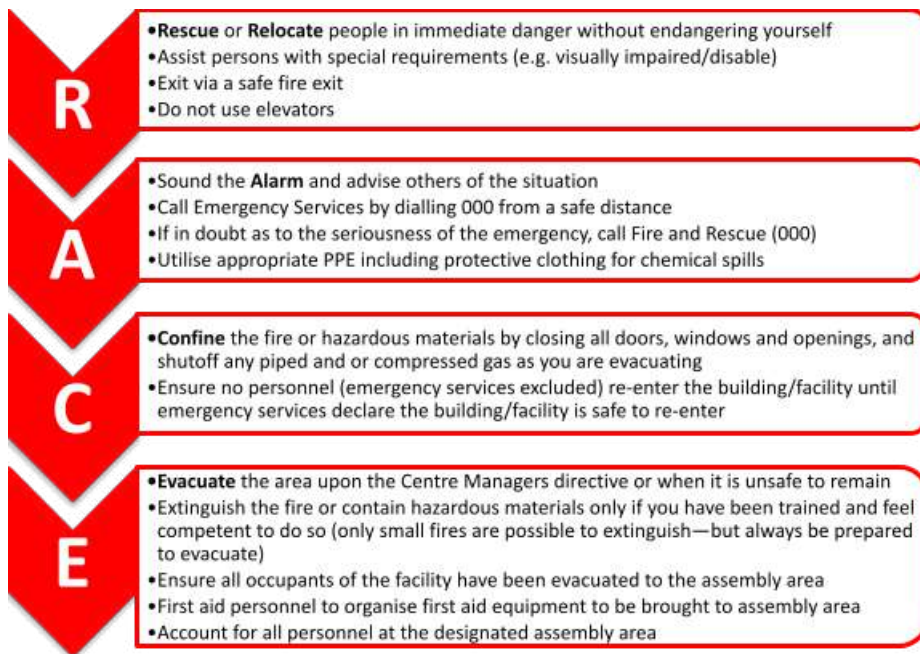 R
•Rescue or Relocate people in immediate danger without endangering yourself
•Assist persons with special requirements (e.g. visually impaired/disable)
•Exit via a safe fire exit
•Do not use elevators
A
•Sound the Alarm and advise others of the situation
•Call Emergency Services by dialling 000 from a safe distance
•If in doubt as to the seriousness of the emergency, call Fire and Rescue (000)
•Utilise appropriate PPE including protective clothing for chemical spills
C
•Confine the fire or hazardous materials by closing all doors, windows and openings, and
shutoff any piped and or compressed gas as you are evacuating
•Ensure no personnel (emergency services excluded) re-enter the building/facility until
emergency services declare the building/facility is safe to re-enter
E
•Evacuate the area upon the Centre Managers directive or when it is unsafe to remain
•Extinguish the fire or contain hazardous materials only if you have been trained and feel
competent to do so (only small fires are possible to extinguish—but always be prepared
to evacuate)
•Ensure all occupants of the facility have been evacuated to the assembly area
•First aid personnel to organise first aid equipment to be brought to assembly area
•Account for all personnel at the designated assembly area